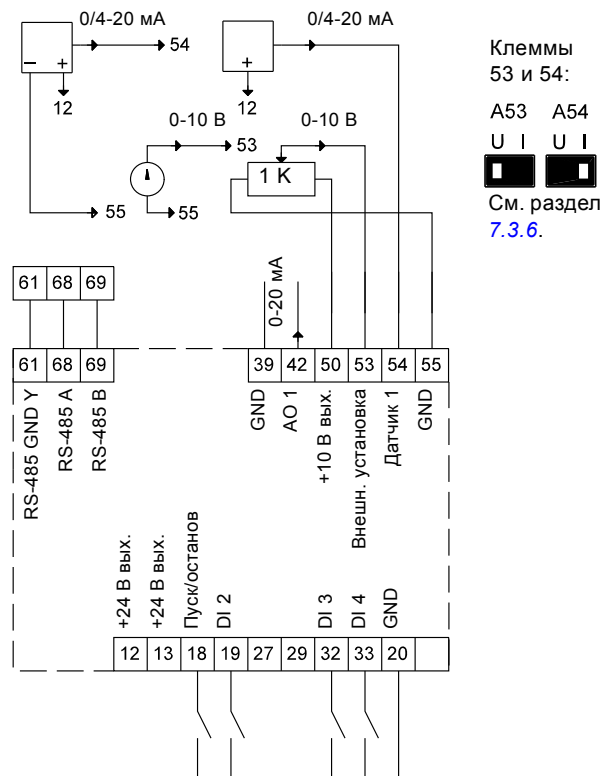 0/4-20 мА
0/4-20 мА
54
– +
+
12
12
0-10 В
0-10 В
53
1 K
55
55
Клеммы
53 и 54:
A53 A54
U I U I
См. раздел
7.3.6.
61 68 69
0-20 мА
61 68 69
39 42 50 53 54 55
RS-485 GND Y
RS-485 A
RS-485 B
GND
AO 1
+10 В вых.
Внешн. установка
Датчик 1
GND
+24 В вых.
+24 В вых.
Пуск/останов
DI 2
DI 3
DI 4
GND
12 13 18 19 27 29 32 33 20